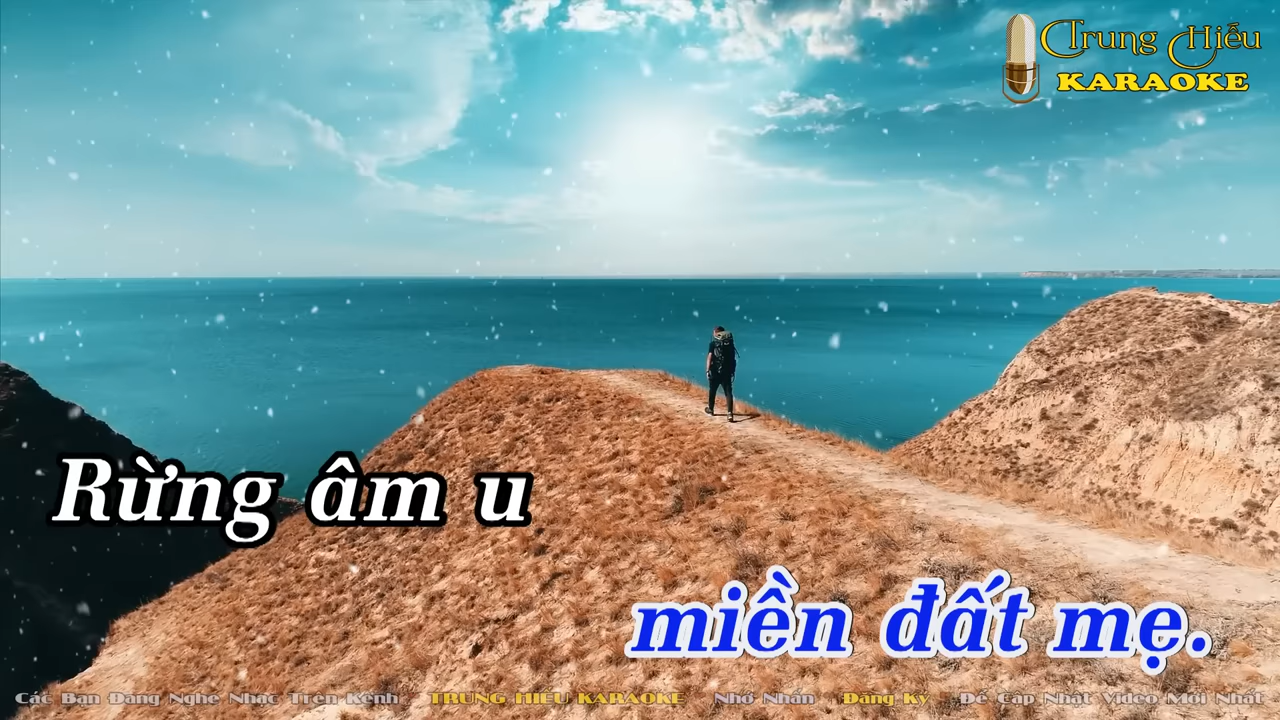 Trung Hiếu
KARAOKE
Rừng âm u
miền đất mẹ.
Các Bạn Đang Nghe Nhạc Trên Kênh TRUNG HIẾU KARAOKE Nhớ Nhấn Đăng Ký Để Cập Nhật Video Mới Nhất